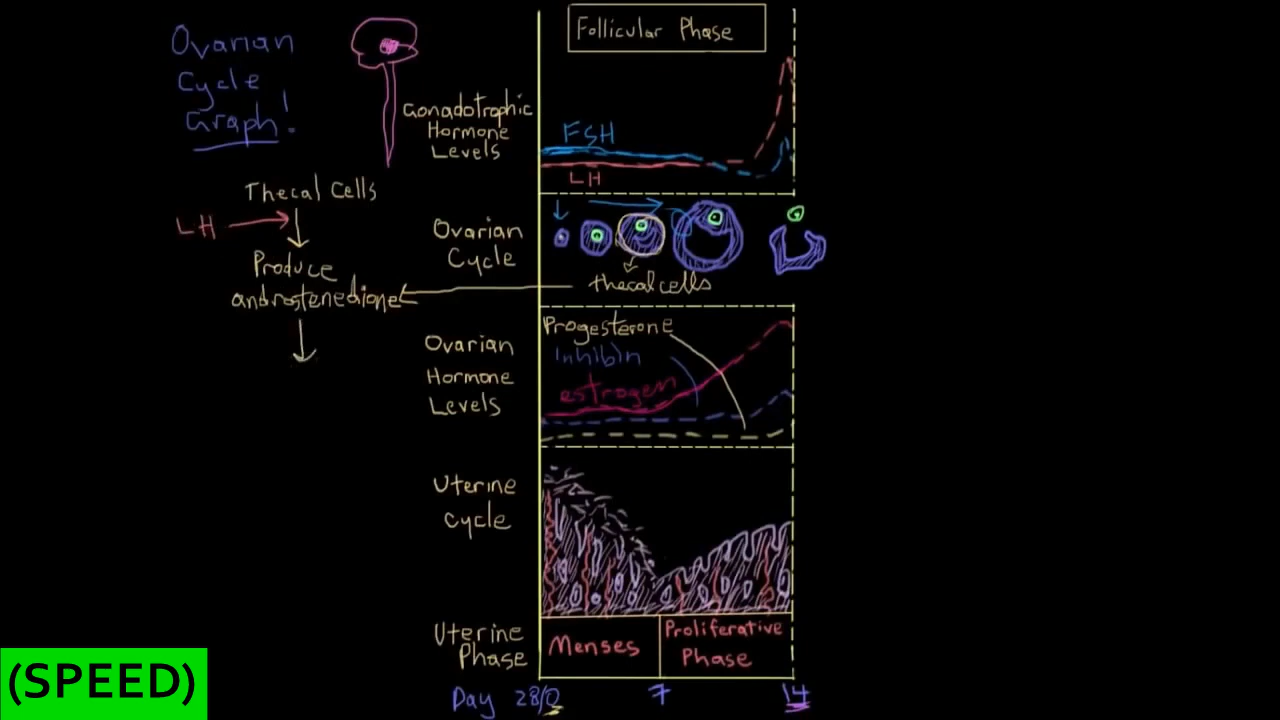 Ovarian
Cycle
Graph!
Follicular Phase
Gonadotrophic
Hormone
Levels
FSH
LH
Thecal Cells
LH
Produce
androstenedione
Ovarian
Cycle
thecal cells
Ovarian
Hormone
Levels
Progesterone
inhibin
estrogen
Uterine
Cycle
Uterine
Phase
Menses
Proliferative
Phase
Day 28/0 7 14
(SPEED)